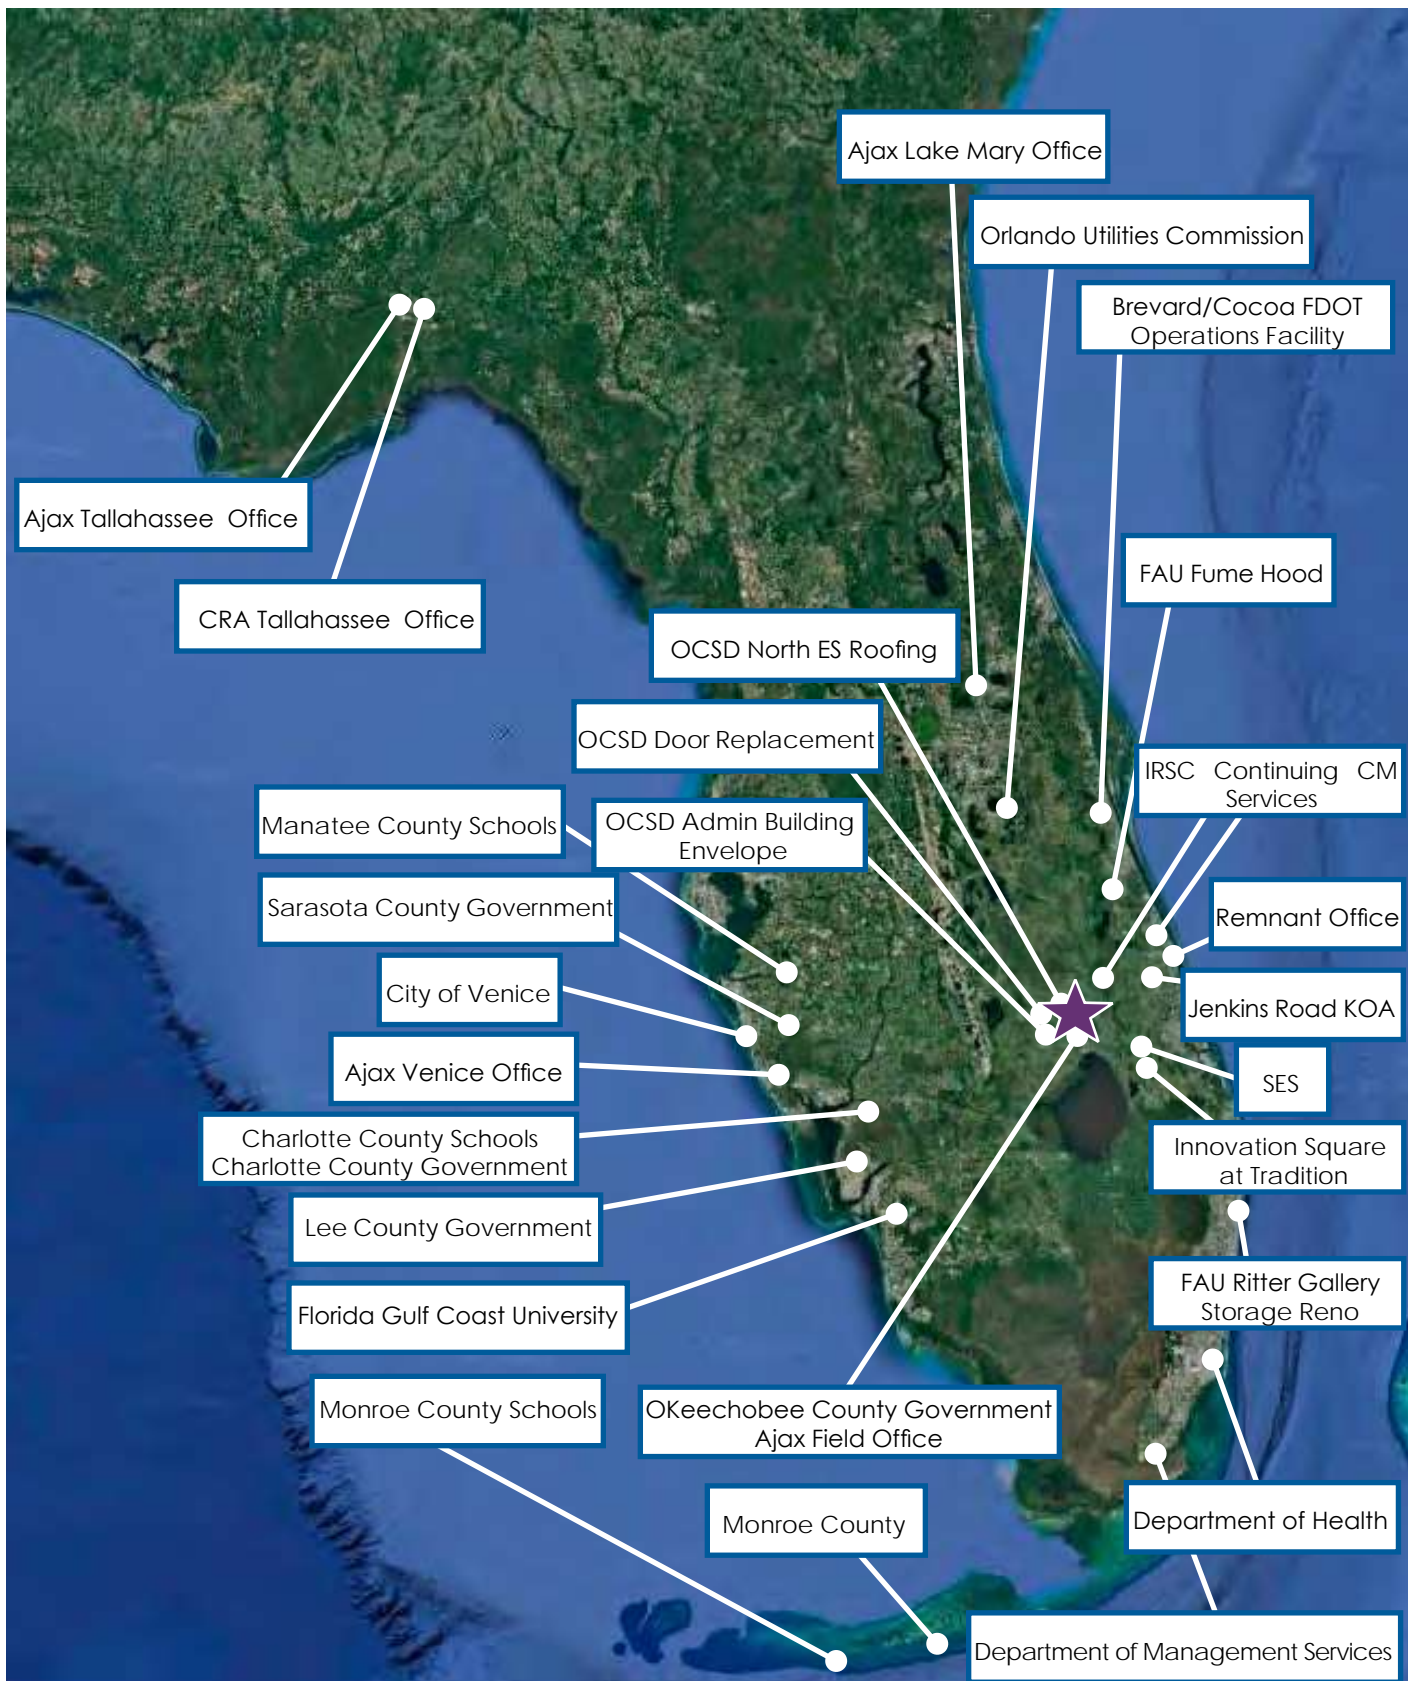 Ajax Lake Mary Office
Orlando Utilities Commission
Brevard/Cocoa FDOT
Operations Facility
Ajax Tallahassee Office
CRA Tallahassee Office
FAU Fume Hood
OCSD North ES Roofing
OCSD Door Replacement
IRSC Continuing CM
Services
Manatee County Schools
OCSD Admin Building
Envelope
Sarasota County Government
Remnant Office
City of Venice
Jenkins Road KOA
Ajax Venice Office
SES
Charlotte County Schools
Charlotte County Government
Innovation Square
at Tradition
Lee County Government
Florida Gulf Coast University
FAU Ritter Gallery
Storage Reno
Monroe County Schools
OKeechobee County Government
Ajax Field Office
Monroe County
Department of Health
Department of Management Services